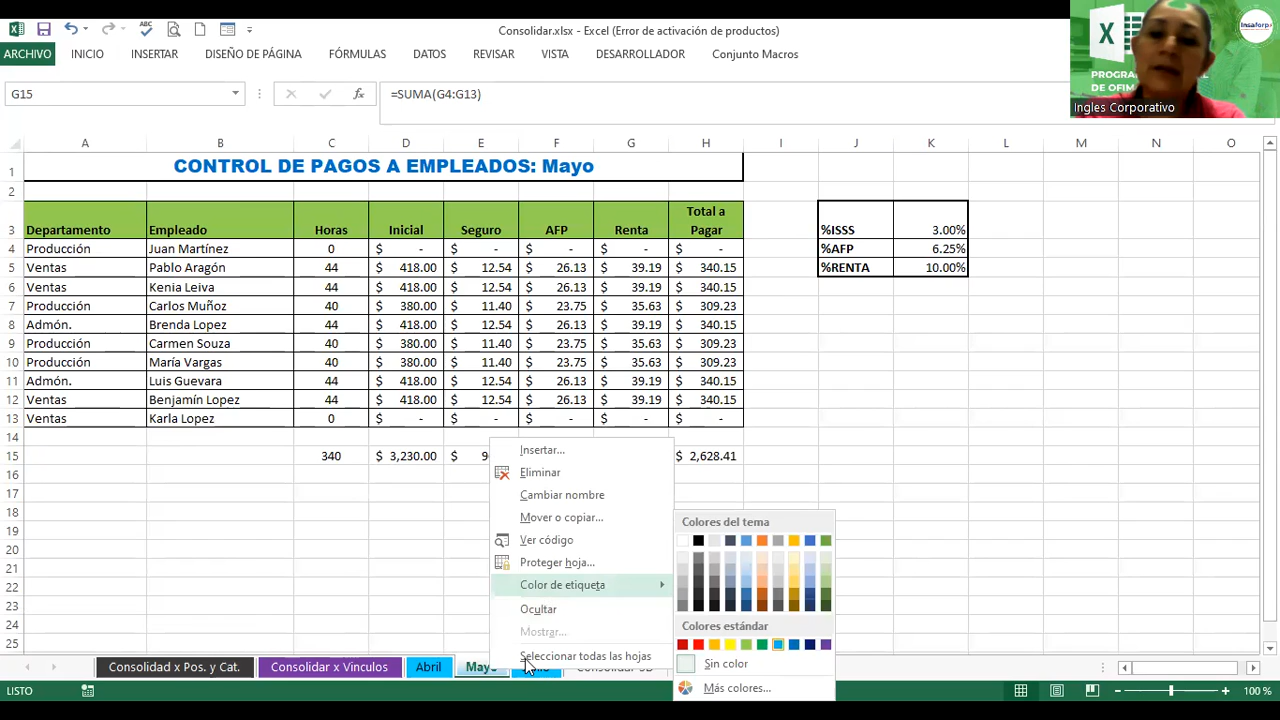 Consolidar.xlsx - Excel (Error de activación de productos)
ARCHIVO INICIO INSERTAR DISEÑO DE PÁGINA FÓRMULAS DATOS REVISAR VISTA DESARROLLADOR Conjunto Macros
Insaforp
PROGRAM
DE OFIM
Ingles Corporativo
G15 fx =SUMA(G4:G13)
A B C D E F G H I J K L M N O
1 CONTROL DE PAGOS A EMPLEADOS: Mayo
2
3 Departamento Empleado Horas Inicial Seguro AFP Renta Total a Pagar %ISSS 3.00%
4 Producción Juan Martínez 0 $ - $ - $ - $ - $ - %AFP 6.25%
5 Ventas Pablo Aragón 44 $ 418.00 $ 12.54 $ 26.13 $ 39.19 $ 340.15 %RENTA 10.00%
6 Ventas Kenia Leiva 44 $ 418.00 $ 12.54 $ 26.13 $ 39.19 $ 340.15
7 Producción Carlos Muñoz 40 $ 380.00 $ 11.40 $ 23.75 $ 35.63 $ 309.23
8 Admón. Brenda Lopez 44 $ 418.00 $ 12.54 $ 26.13 $ 39.19 $ 340.15
9 Producción Carmen Souza 40 $ 380.00 $ 11.40 $ 23.75 $ 35.63 $ 309.23
10 Producción María Vargas 40 $ 380.00 $ 11.40 $ 23.75 $ 35.63 $ 309.23
11 Admón. Luis Guevara 44 $ 418.00 $ 12.54 $ 26.13 $ 39.19 $ 340.15
12 Ventas Benjamín Lopez 44 $ 418.00 $ 12.54 $ 26.13 $ 39.19 $ 340.15
13 Ventas Karla Lopez 0 $ - $ - $ - $ - $ -
14
15 340 $ 3,230.00 $ 9 $ 2,628.41
16
17
18
19
20
21
22
23
24
25
Insertar...
Eliminar
Cambiar nombre
Mover o copiar...
Ver código
Proteger hoja...
Color de etiqueta
Ocultar
Mostrar...
Seleccionar todas las hojas
Colores del tema
Colores estándar
Sin color
Más colores...
Consolidad x Pos. y Cat. Consolidar x Vinculos Abril Mayo
LISTO 100 %